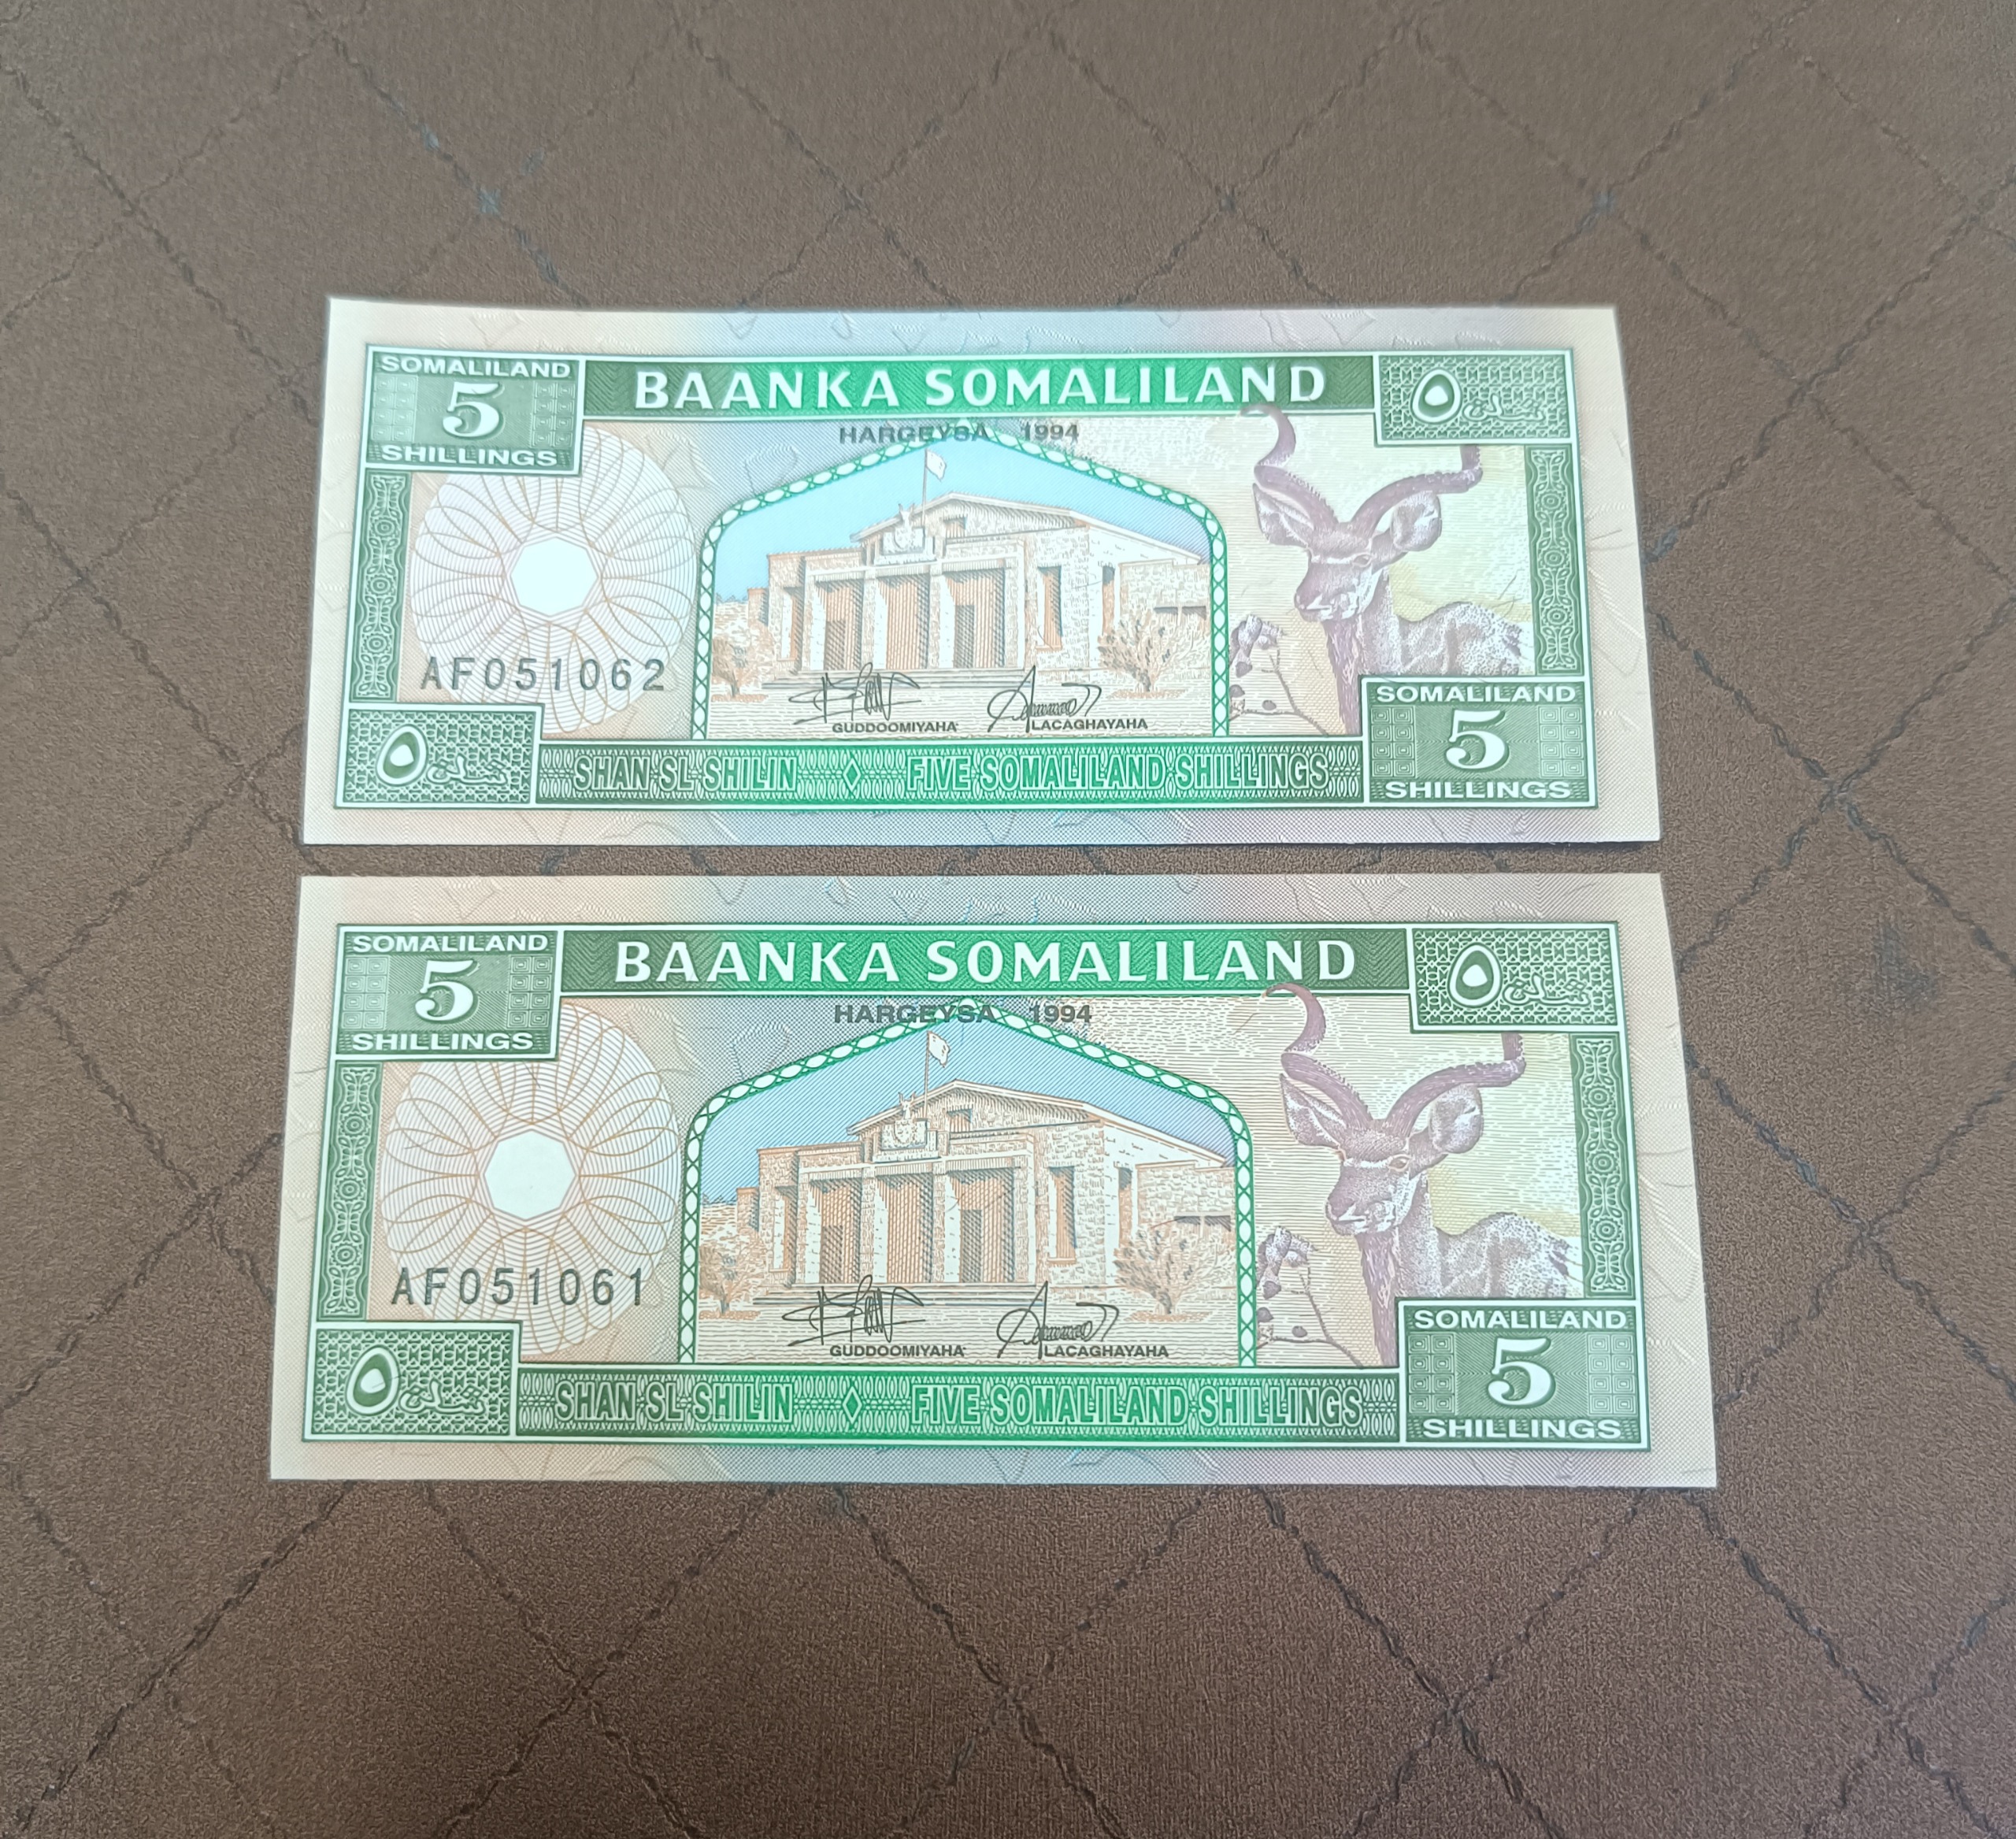 SOMALILAND
5
SHILLINGS
BAANKA SOMALILAND
٥ شلن
HARGEYSA 1994
AF051062
GUDDOOMIYAHA
LACAGHAYAHA
٥ شلن
SHAN SL SHILIN FIVE SOMALILAND SHILLINGS
SOMALILAND
5
SHILLINGS
SOMALILAND
5
SHILLINGS
BAANKA SOMALILAND
٥ شلن
HARGEYSA 1994
AF051061
GUDDOOMIYAHA
LACAGHAYAHA
٥ شلن
SHAN SL SHILIN FIVE SOMALILAND SHILLINGS
SOMALILAND
5
SHILLINGS